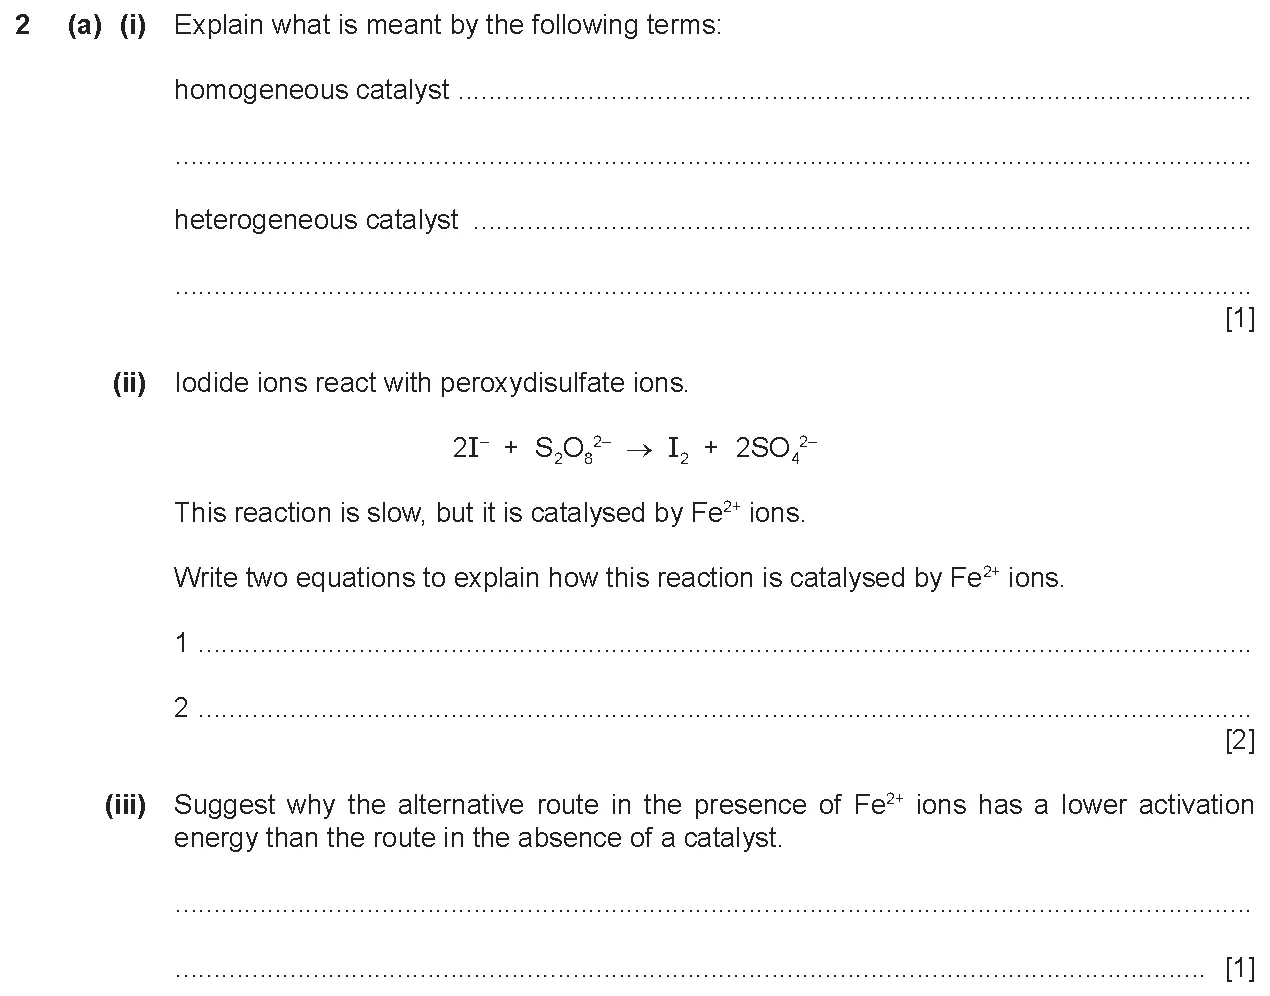 2 (a) (i) Explain what is meant by the following terms:
homogeneous catalyst ..........................................................................................................
................................................................................................................................................
heterogeneous catalyst ........................................................................................................
................................................................................................................................................
[1]
(ii) Iodide ions react with peroxydisulfate ions.
2I⁻ + S₂O₈²⁻ → I₂ + 2SO₄²⁻
This reaction is slow, but it is catalysed by Fe²⁺ ions.
Write two equations to explain how this reaction is catalysed by Fe²⁺ ions.
1 .............................................................................................................................................
2 .............................................................................................................................................
[2]
(iii) Suggest why the alternative route in the presence of Fe²⁺ ions has a lower activation
energy than the route in the absence of a catalyst.
................................................................................................................................................
.......................................................................................................................................... [1]